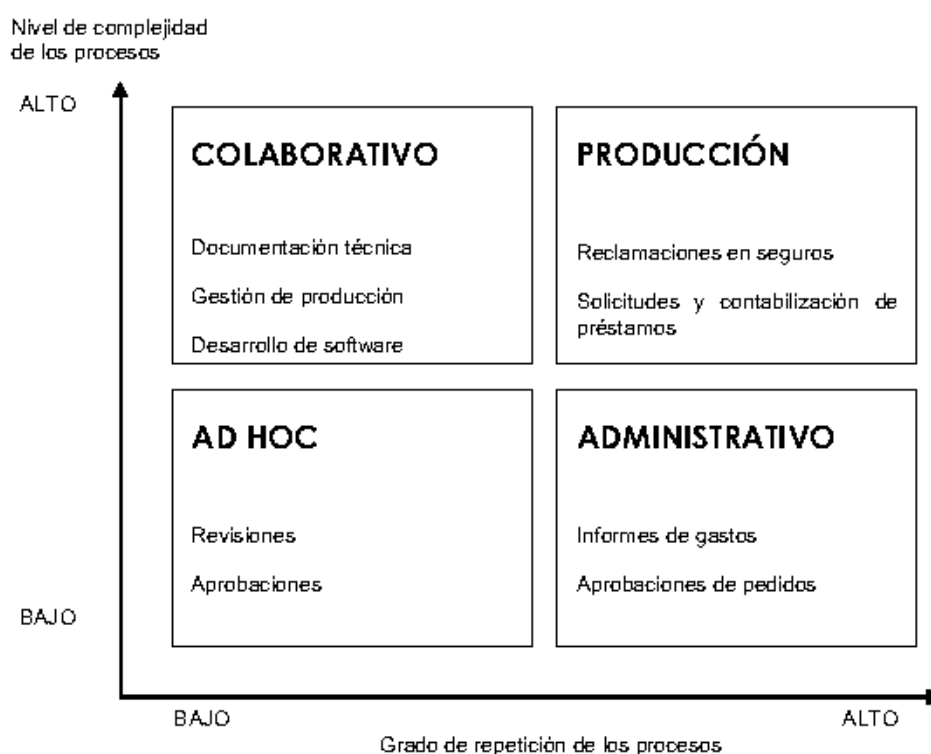 Nivel de complejidad
de los procesos
ALTO
COLABORATIVO
Documentación técnica
Gestión de producción
Desarrollo de software
PRODUCCIÓN
Reclamaciones en seguros
Solicitudes y contabilización de
préstamos
AD HOC
Revisiones
Aprobaciones
ADMINISTRATIVO
Informes de gastos
Aprobaciones de pedidos
BAJO
BAJO
ALTO
Grado de repetición de los procesos